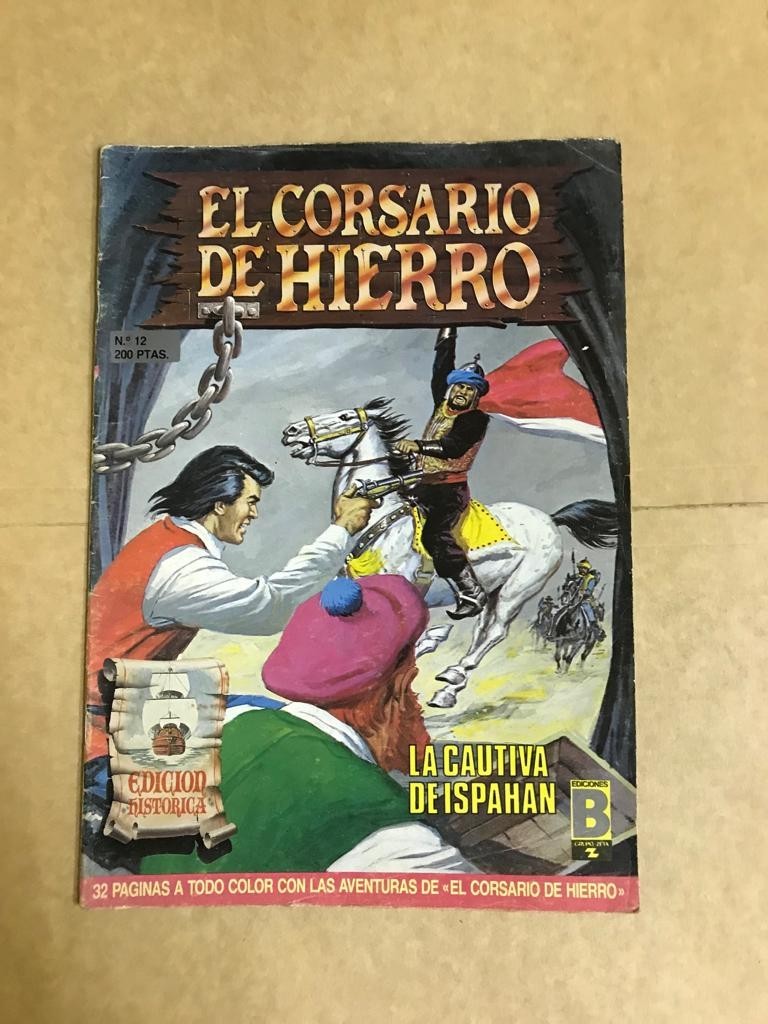 EL CORSARIO
DE HIERRO
N.º 12
200 PTAS.
EDICION
HISTORICA
LA CAUTIVA
DE ISPAHAN
EDICIONES
B
GRUPO ZETA
Z
32 PAGINAS A TODO COLOR CON LAS AVENTURAS DE «EL CORSARIO DE HIERRO»